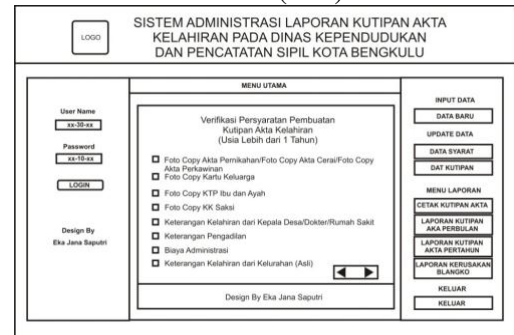 LOGO
SISTEM ADMINISTRASI LAPORAN KUTIPAN AKTA
KELAHIRAN PADA DINAS KEPENDUDUKAN
DAN PENCATATAN SIPIL KOTA BENGKULU
User Name
xx-30-xx
Password
xx-10-xx
LOGIN
Design By
Eka Jana Saputri
MENU UTAMA
Verifikasi Persyaratan Pembuatan
Kutipan Akta Kelahiran
(Usia Lebih dari 1 Tahun)
Foto Copy Akta Pernikahan/Foto Copy Akta Cerai/Foto Copy
Akta Perkawinan
Foto Copy Kartu Keluarga
Foto Copy KTP Ibu dan Ayah
Foto Copy KK Saksi
Keterangan Kelahiran dari Kepala Desa/Dokter/Rumah Sakit
Keterangan Pengadilan
Biaya Administrasi
Keterangan Kelahiran dari Kelurahan (Asli)
Design By Eka Jana Saputri
INPUT DATA
DATA BARU
UPDATE DATA
DATA SYARAT
DAT KUTIPAN
MENU LAPORAN
CETAK KUTIPAN AKTA
LAPORAN KUTIPAN
AKA PERBULAN
LAPORAN KUTIPAN
AKTA PERTAHUN
LAPORAN KERUSAKAN
BLANGKO
KELUAR
KELUAR